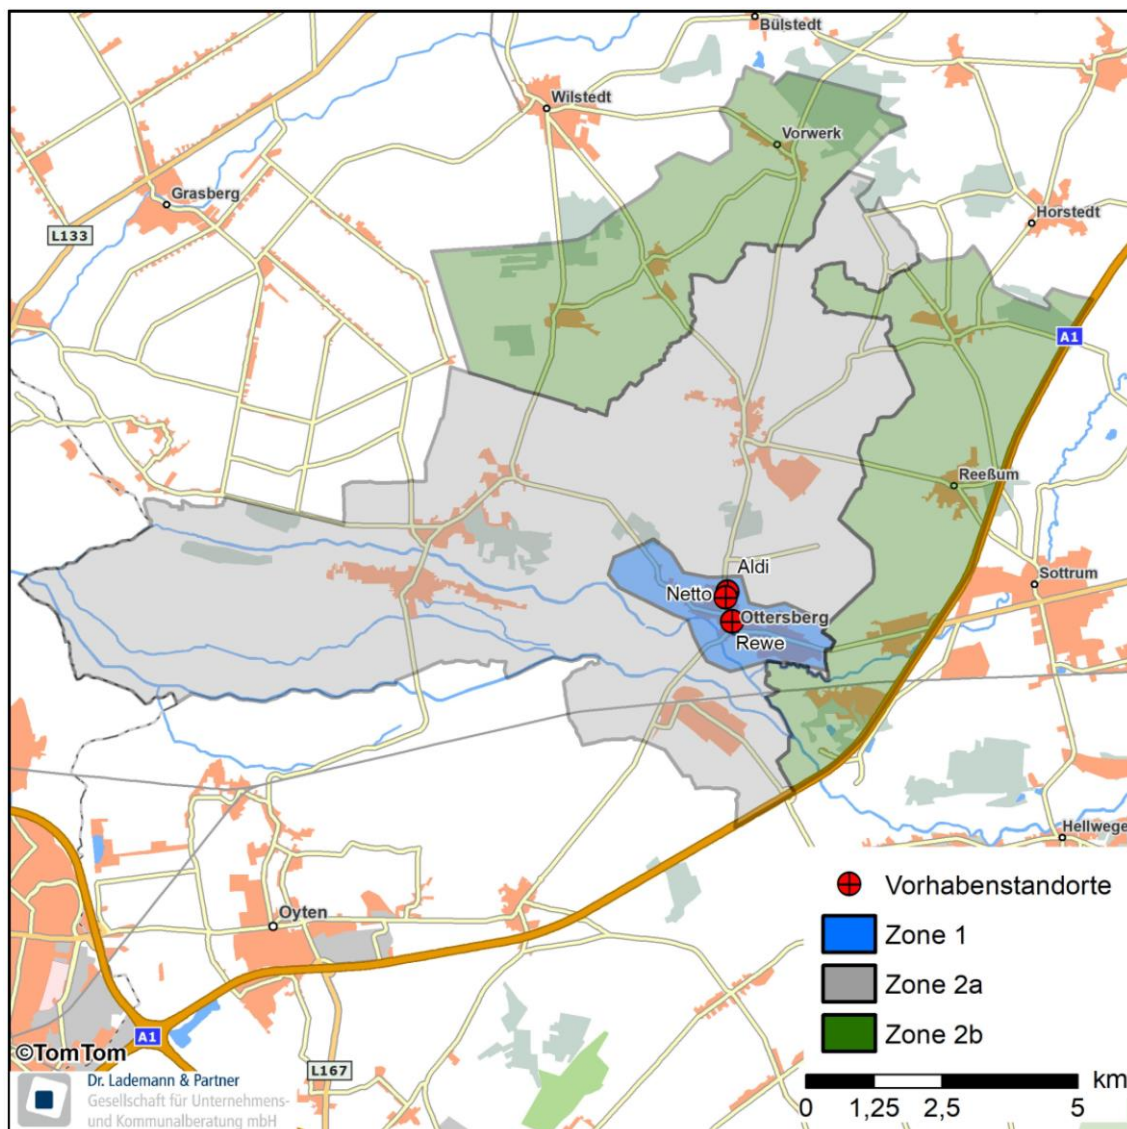 Bülstedt
Wilstedt
Vorwerk
Grasberg
Horstedt
L133
A1
Reeßum
Aldi
Sottrum
Netto
Ottersberg
Rewe
Hellwege
Vorhabenstandorte
Zone 1
Oyten
Zone 2a
Zone 2b
A1
©TomTom
L167
km
0 1,25 2,5 5
Dr. Lademann & Partner
Gesellschaft für Unternehmens-
und Kommunalberatung mbH